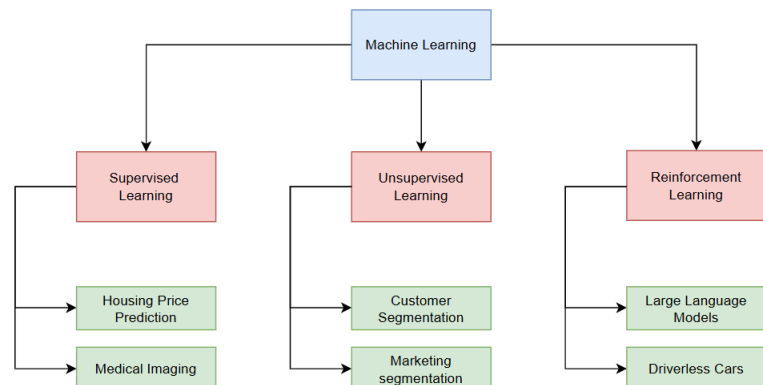 Machine Learning
Supervised
Learning
Unsupervised
Learning
Reinforcement
Learning
Housing Price
Prediction
Customer
Segmentation
Large Language
Models
Medical Imaging
Marketing
segmentation
Driverless Cars